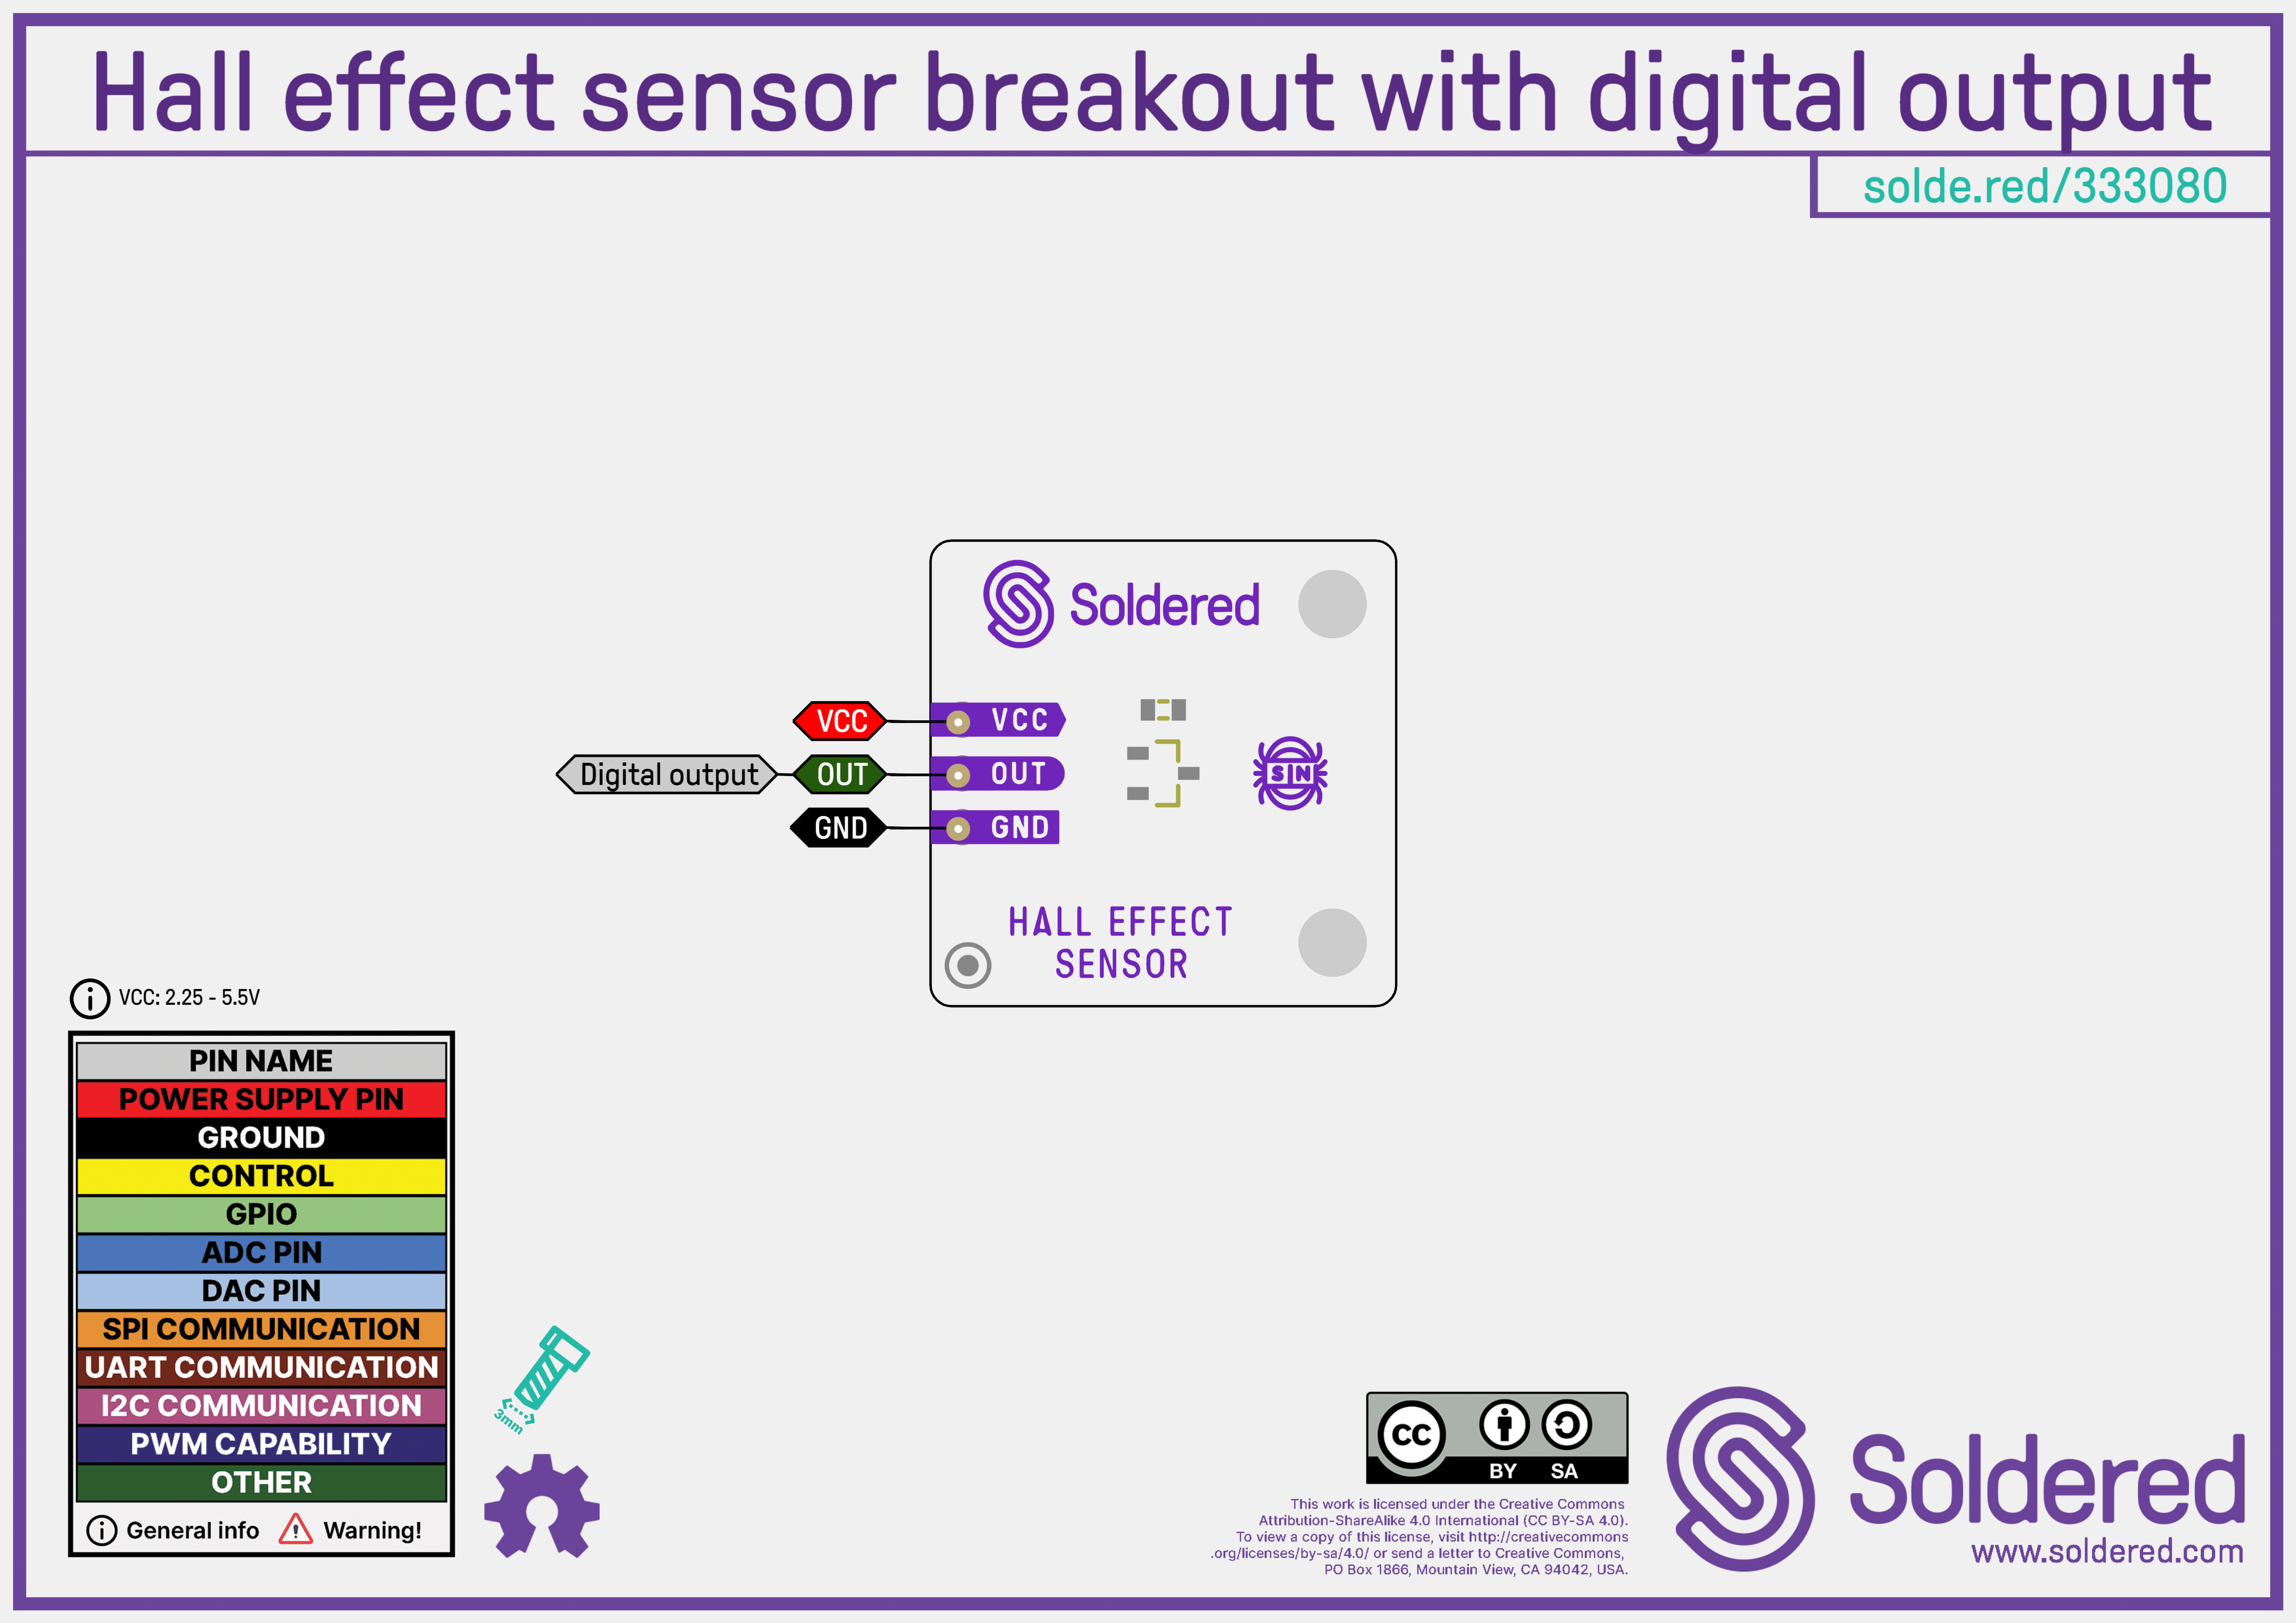 Hall effect sensor breakout with digital output
solde.red/333080
Soldered
VCC
VCC
Digital output
OUT
OUT
GND
GND
SIN
HALL EFFECT
SENSOR
VCC: 2.25 - 5.5V
PIN NAME
POWER SUPPLY PIN
GROUND
CONTROL
GPIO
ADC PIN
DAC PIN
SPI COMMUNICATION
UART COMMUNICATION
I2C COMMUNICATION
PWM CAPABILITY
OTHER
General info
Warning!
3mm
CC
BY SA
This work is licensed under the Creative Commons
Attribution-ShareAlike 4.0 International (CC BY-SA 4.0).
To view a copy of this license, visit http://creativecommons
.org/licenses/by-sa/4.0/ or send a letter to Creative Commons,
PO Box 1866, Mountain View, CA 94042, USA.
Soldered
www.soldered.com